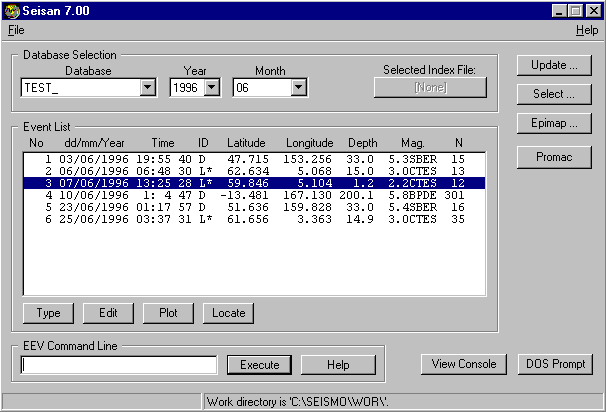 Seisan 7.00
File Help
Database Selection
Database Year Month Selected Index File:
TEST_ 1996 06 [None]
Update ...
Select ...
Epimap ...
Promac
Event List
No dd/mm/Year Time ID Latitude Longitude Depth Mag. N
1 03/06/1996 19:55 40 D 47.715 153.256 33.0 5.3SBER 15
2 06/06/1996 06:48 30 L* 62.634 5.068 15.0 3.0CTES 13
3 07/06/1996 13:25 28 L* 59.846 5.104 1.2 2.2CTES 12
4 10/06/1996 1: 4 47 D -13.481 167.130 200.1 5.8BPDE 301
5 23/06/1996 01:17 57 D 51.636 159.828 33.0 5.4SBER 16
6 25/06/1996 03:37 31 L* 61.656 3.363 14.9 3.0CTES 35
Type Edit Plot Locate
EEV Command Line
Execute Help View Console DOS Prompt
Work directory is 'C:\SEISMO\WOR\'.